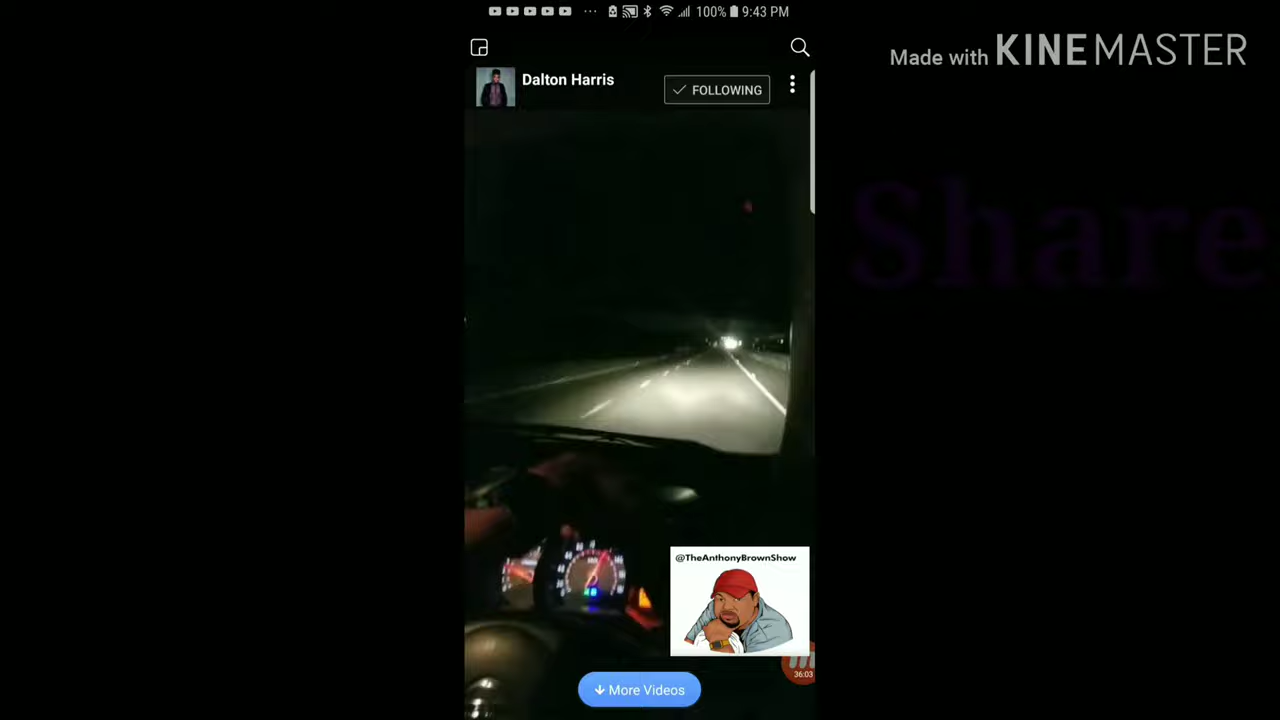 100% 9:43 PM
Made with KINEMASTER
Dalton Harris
FOLLOWING
Share
@TheAnthonyBrownShow
36:03
More Videos